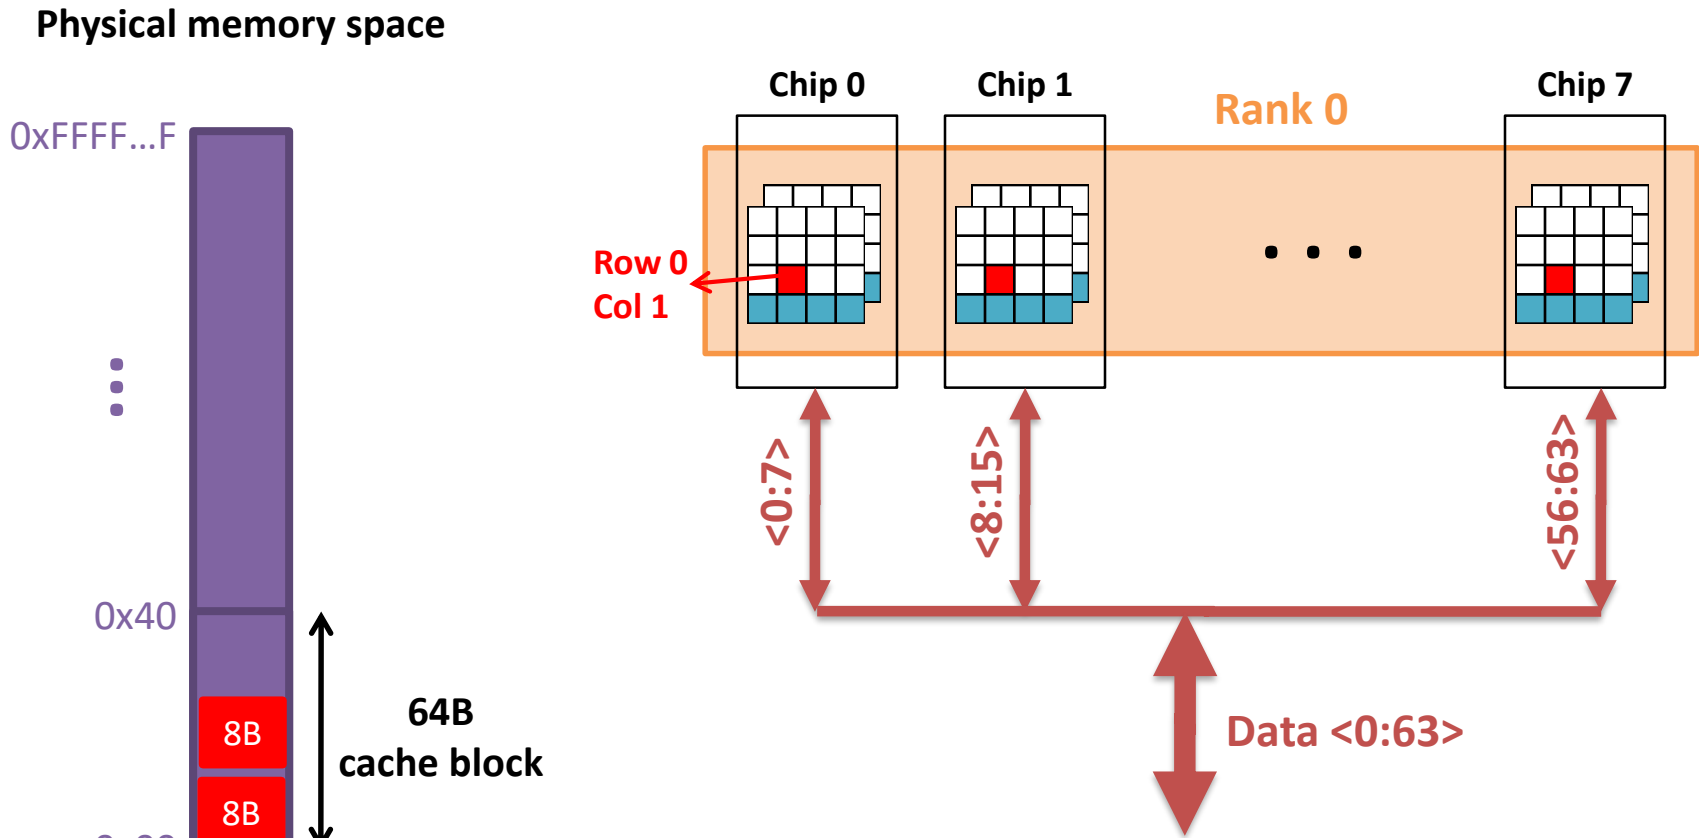 Physical memory space
Chip 0
Chip 1
Rank 0
Chip 7
0xFFFF...F
Row 0
Col 1
<0:7>
<8:15>
<56:63>
0x40
64B
cache block
8B
8B
Data <0:63>